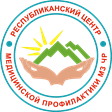 РЕСПУБЛИКАНСКИЙ ЦЕНТР
МЕДИЦИНСКОЙ ПРОФИЛАКТИКИ МЗ ЧР